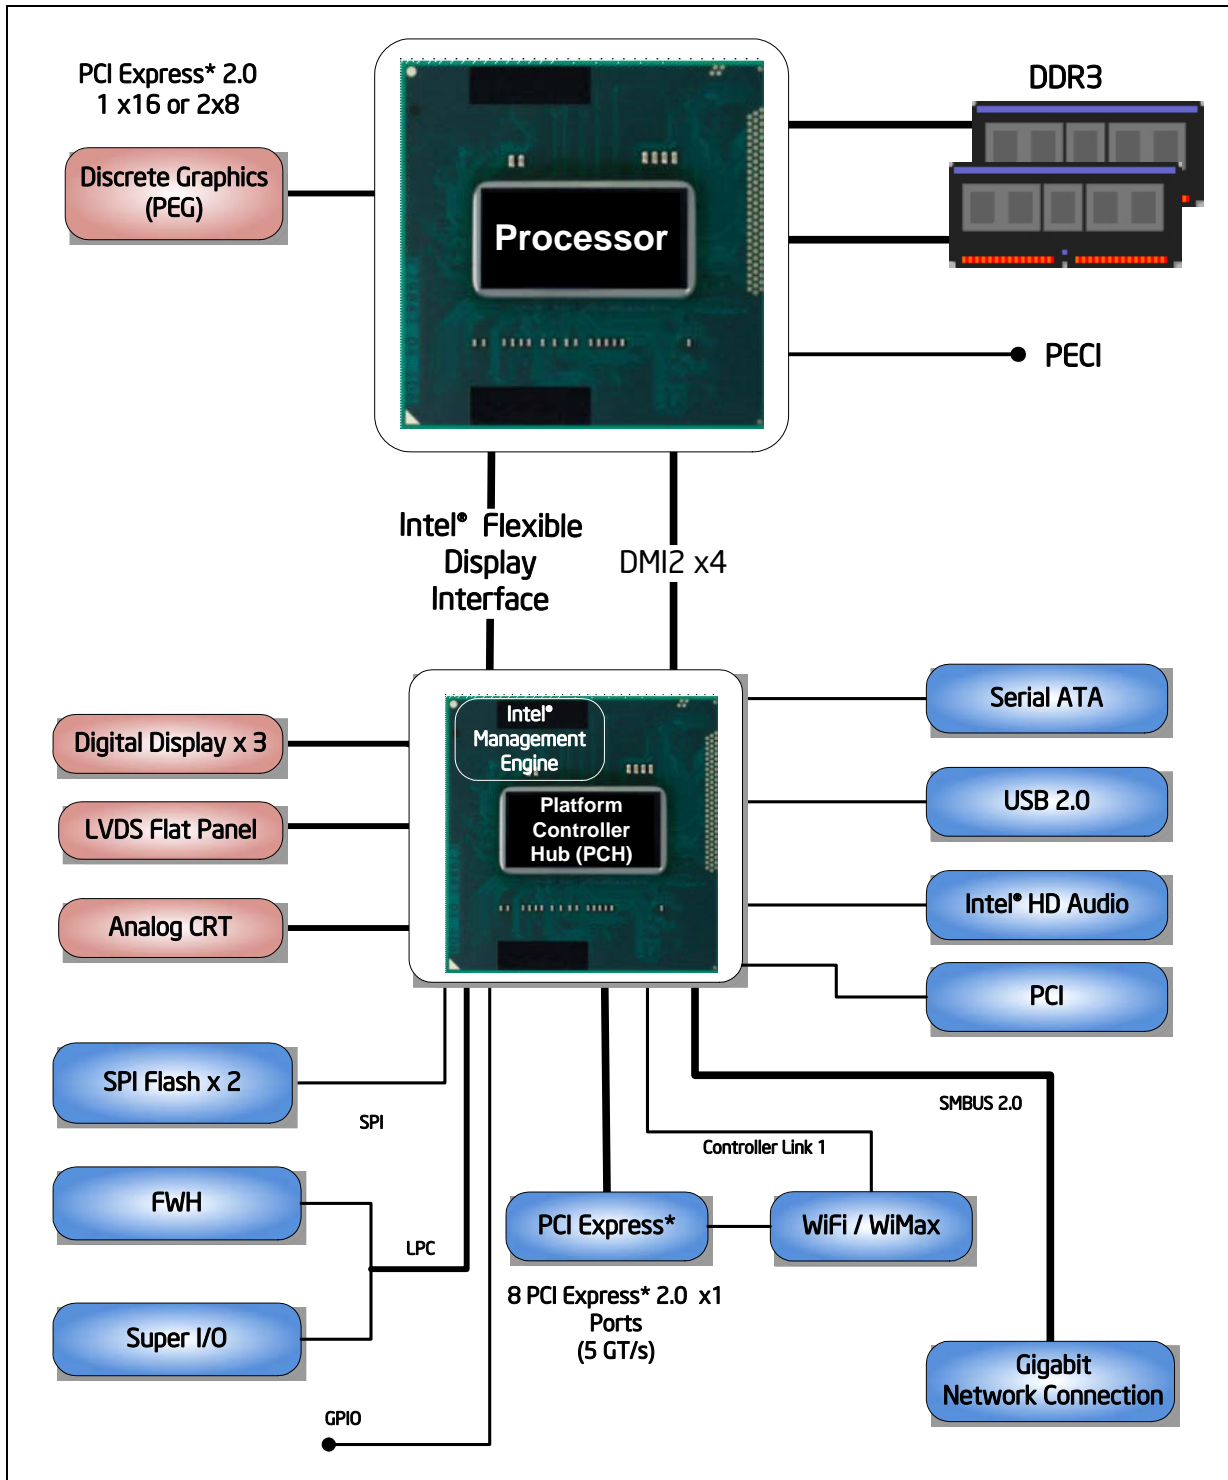 PCI Express* 2.0
1 x16 or 2x8
Discrete Graphics
(PEG)
Processor
DDR3
PECI
Intel® Flexible
Display
Interface
DMI2 x4
Intel®
Management
Engine
Platform
Controller
Hub (PCH)
Digital Display x 3
LVDS Flat Panel
Analog CRT
Serial ATA
USB 2.0
Intel® HD Audio
PCI
SPI Flash x 2
SPI
FWH
LPC
Super I/O
GPIO
SMBUS 2.0
Controller Link 1
PCI Express*
WiFi / WiMax
8 PCI Express* 2.0 x1
Ports
(5 GT/s)
Gigabit
Network Connection